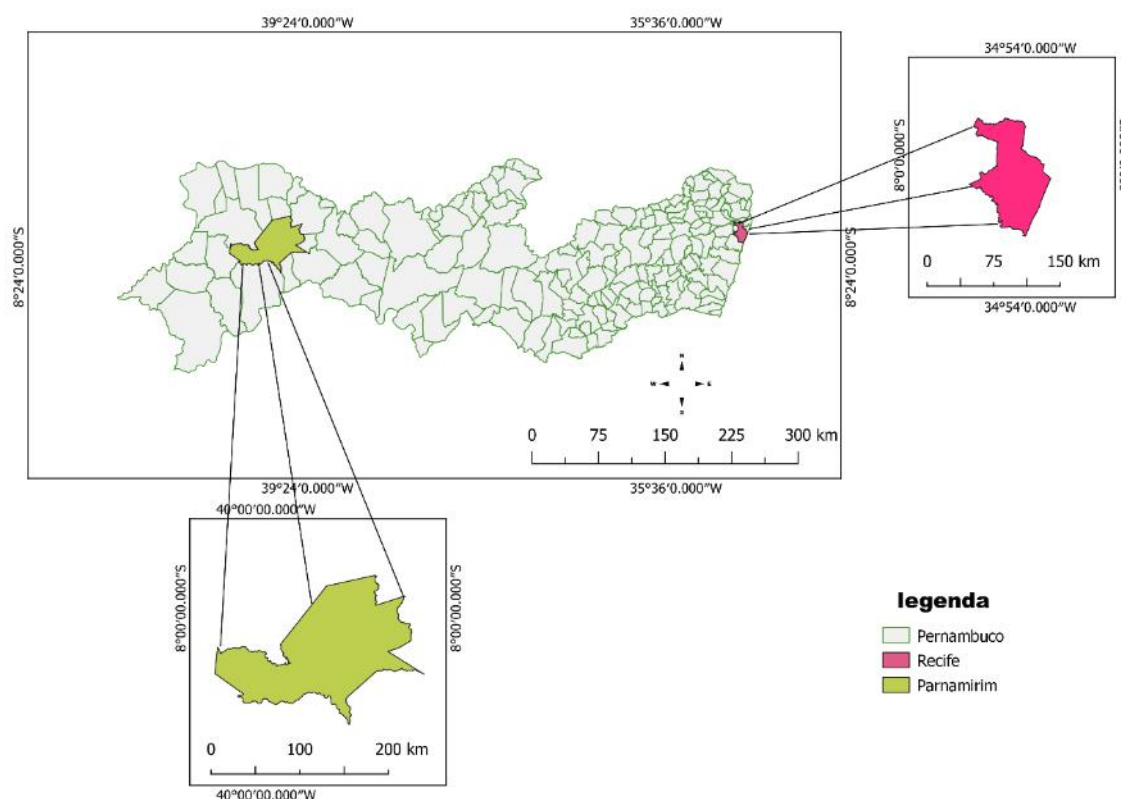 39°24′0.000″W
35°36′0.000″W
8°24′0.000″S
8°24′0.000″S
N
W
E
S
0 75 150 225 300 km
39°24′0.000″W
35°36′0.000″W
34°54′0.000″W
8°0′0.000″S
0 75 150 km
34°54′0.000″W
40°00′00.000″W
8°00′00.000″S
8°00′00.000″S
0 100 200 km
40°00′00.000″W
legenda
Pernambuco
Recife
Parnamirim